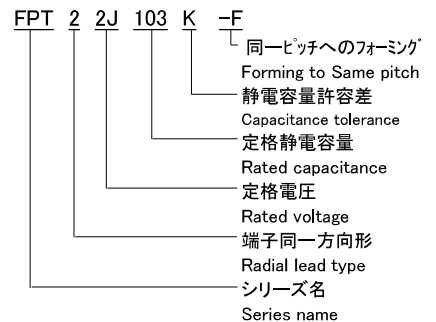 FPT 2 2J 103 K -F
同一ﾋﾟｯﾁへのﾌｫｰﾐﾝｸﾞ
Forming to Same pitch
静電容量許容差
Capacitance tolerance
定格静電容量
Rated capacitance
定格電圧
Rated voltage
端子同一方向形
Radial lead type
シリーズ名
Series name